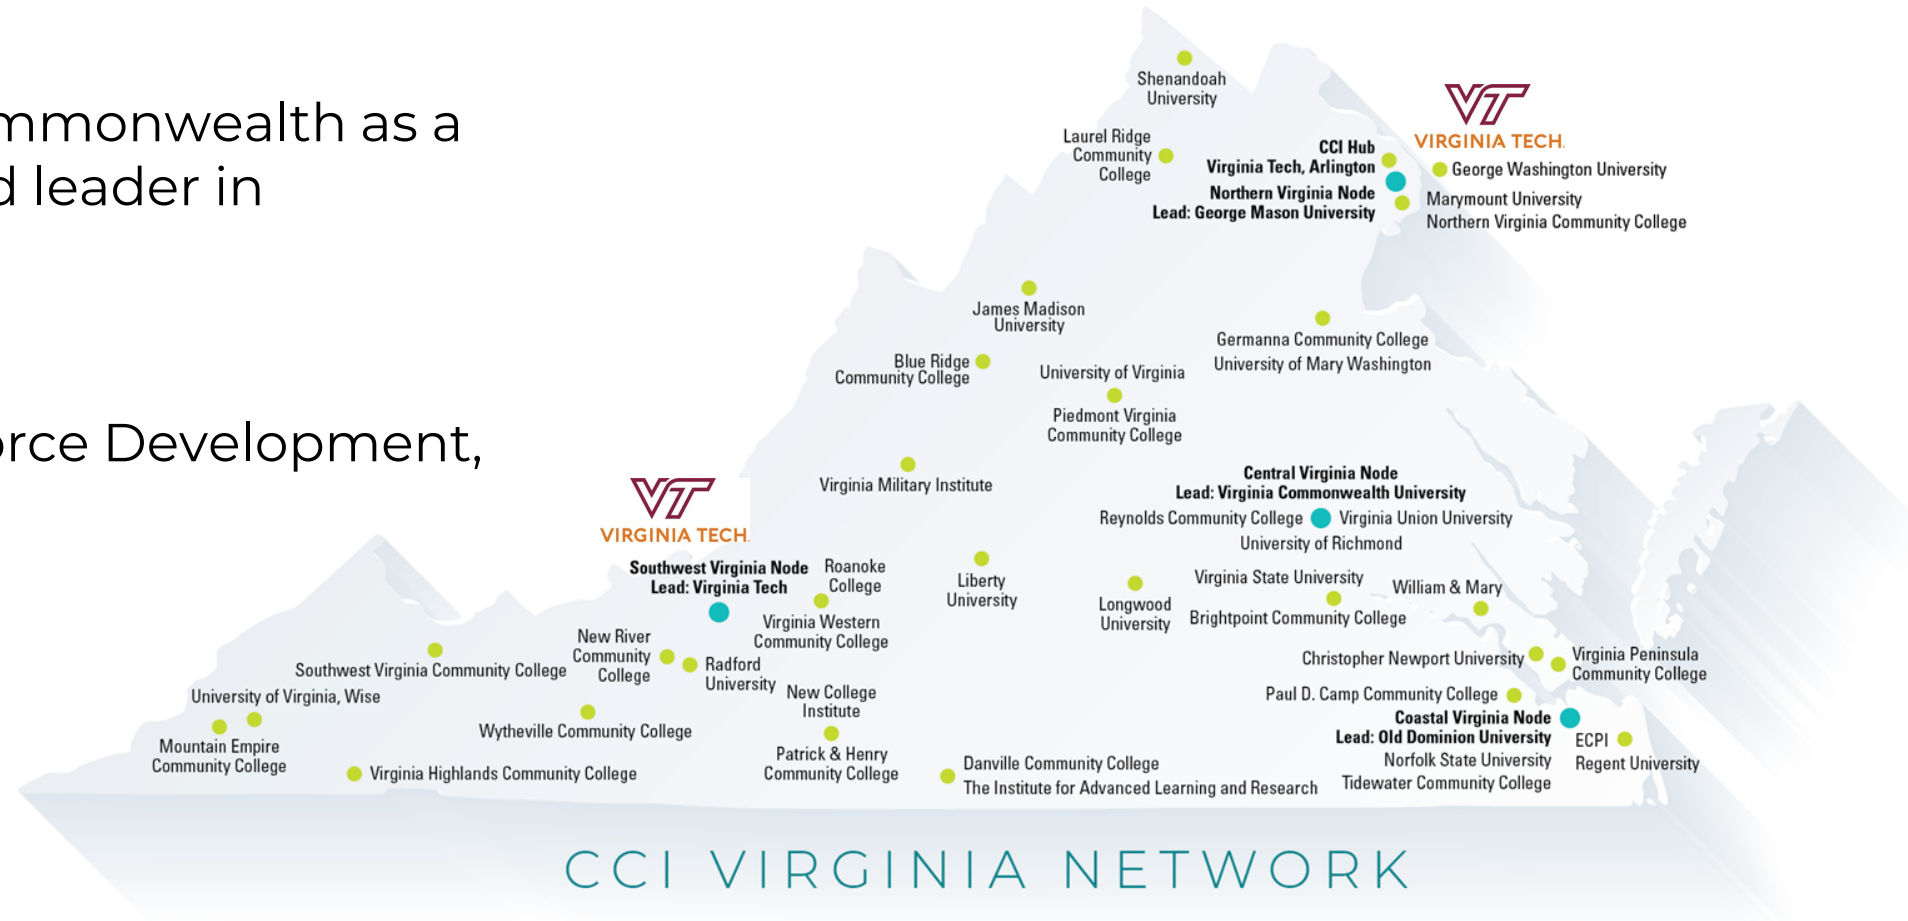 mmonwealth as a
d leader in
orce Development,
Shenandoah
University
Laurel Ridge
Community
College
CCI Hub
Virginia Tech, Arlington
Northern Virginia Node
Lead: George Mason University
VT
VIRGINIA TECH.
George Washington University
Marymount University
Northern Virginia Community College
James Madison
University
Germanna Community College
University of Mary Washington
Blue Ridge
Community College
University of Virginia
Piedmont Virginia
Community College
Virginia Military Institute
Central Virginia Node
Lead: Virginia Commonwealth University
Reynolds Community College
Virginia Union University
University of Richmond
VT
VIRGINIA TECH.
Southwest Virginia Node
Lead: Virginia Tech
Roanoke
College
Virginia Western
Community College
Liberty
University
Longwood
University
Virginia State University
Brightpoint Community College
William & Mary
New River
Community
College
Radford
University
Southwest Virginia Community College
University of Virginia, Wise
Mountain Empire
Community College
Wytheville Community College
Virginia Highlands Community College
New College
Institute
Patrick & Henry
Community College
Danville Community College
The Institute for Advanced Learning and Research
Christopher Newport University
Virginia Peninsula
Community College
Paul D. Camp Community College
Coastal Virginia Node
Lead: Old Dominion University
Norfolk State University
Tidewater Community College
ECPI
Regent University
CCI VIRGINIA NETWORK